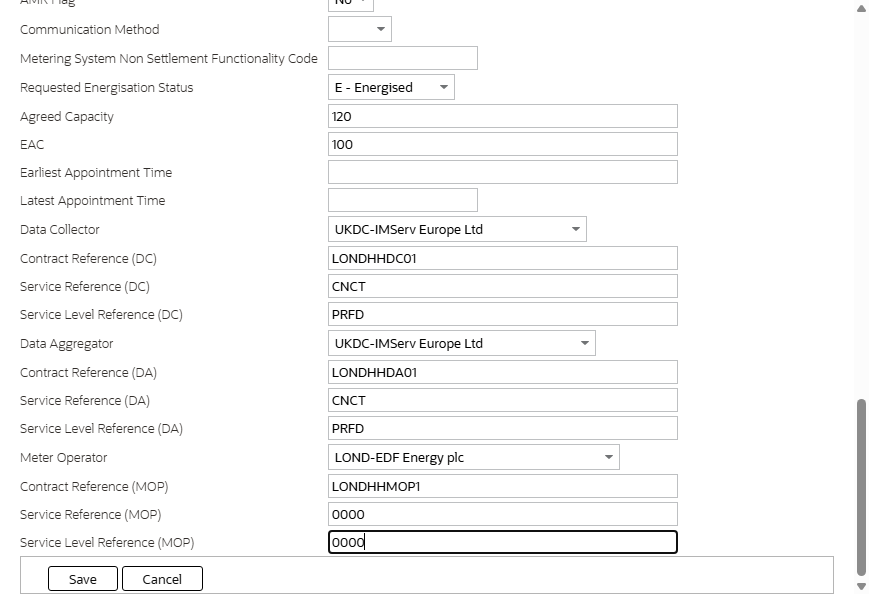 AMR Flag No
Communication Method
Metering System Non Settlement Functionality Code
Requested Energisation Status E - Energised
Agreed Capacity 120
EAC 100
Earliest Appointment Time
Latest Appointment Time
Data Collector UKDC-IMServ Europe Ltd
Contract Reference (DC) LONDHHDC01
Service Reference (DC) CNCT
Service Level Reference (DC) PRFD
Data Aggregator UKDC-IMServ Europe Ltd
Contract Reference (DA) LONDHHDA01
Service Reference (DA) CNCT
Service Level Reference (DA) PRFD
Meter Operator LOND-EDF Energy plc
Contract Reference (MOP) LONDHHMOP1
Service Reference (MOP) 0000
Service Level Reference (MOP) 0000
Save Cancel